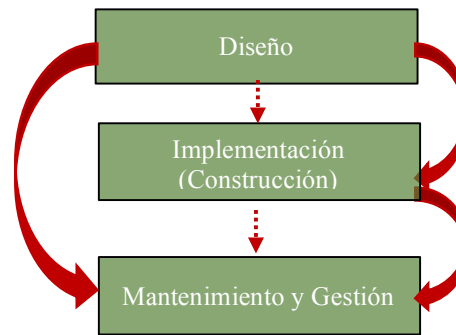 Diseño
Implementación
(Construcción)
Mantenimiento y Gestión